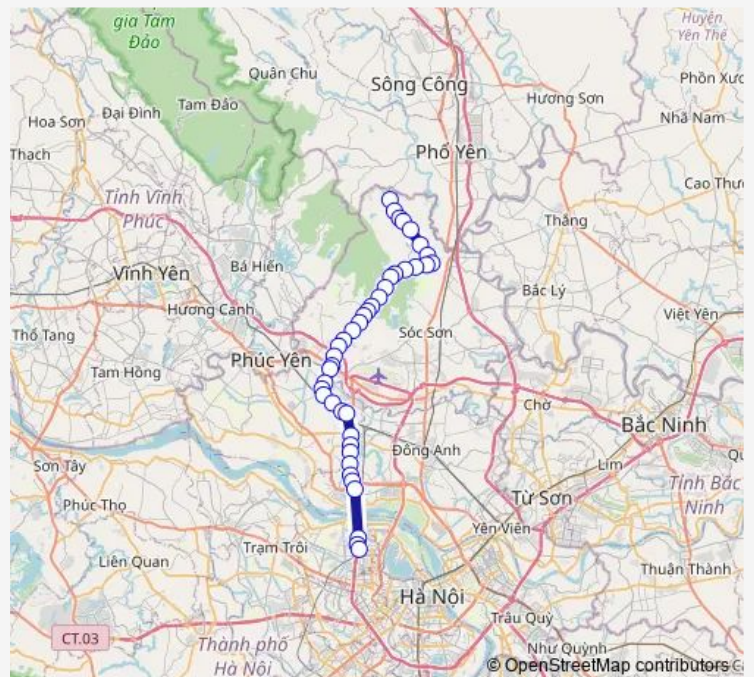 gia Tam
Đảo
Huyện
Yên Thế
Quân Chu
Sông Công
Phồn Xươ
Đại Đình
Tam Đảo
Hương Sơn
Hoa Sơn
Nhã Nam
Thạch
Phổ Yên
Tỉnh Vĩnh
Phúc
Cao Thư
Thắng
Vĩnh Yên
Bá Hiến
Bắc Lý
Hương Canh
Việt Yên
Thổ Tang
Sóc Sơn
Phúc Yên
Tam Hồng
Chờ
Bắc Ninh
Đông Anh
Sơn Tây
Lim
Từ Sơn
Tỉnh Bắc
Ninh
Phúc Thọ
Yên Viên
Trạm Trôi
Liên Quan
Thuận Thành
Hà Nội
Trâu Quỳ
CT.03
Thành phố
Hà Nội
Như Quỳnh
© OpenStreetMap contributors